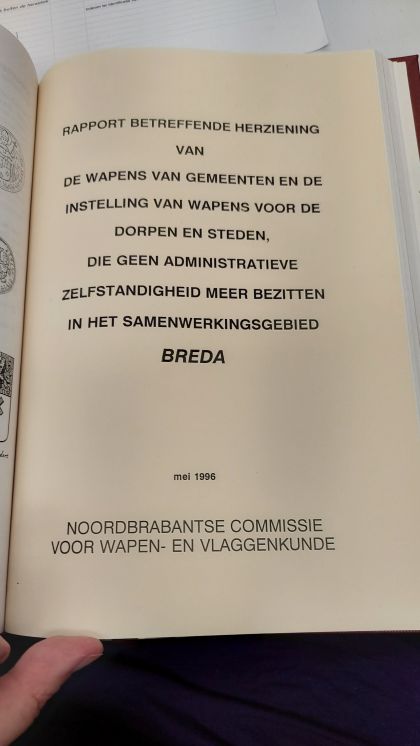 RAPPORT BETREFFENDE HERZIENING
VAN
DE WAPENS VAN GEMEENTEN EN DE
INSTELLING VAN WAPENS VOOR DE
DORPEN EN STEDEN,
DIE GEEN ADMINISTRATIEVE
ZELFSTANDIGHEID MEER BEZITTEN
IN HET SAMENWERKINGSGEBIED
BREDA
mei 1996
NOORDBRABANTSE COMMISSIE
VOOR WAPEN- EN VLAGGENKUNDE